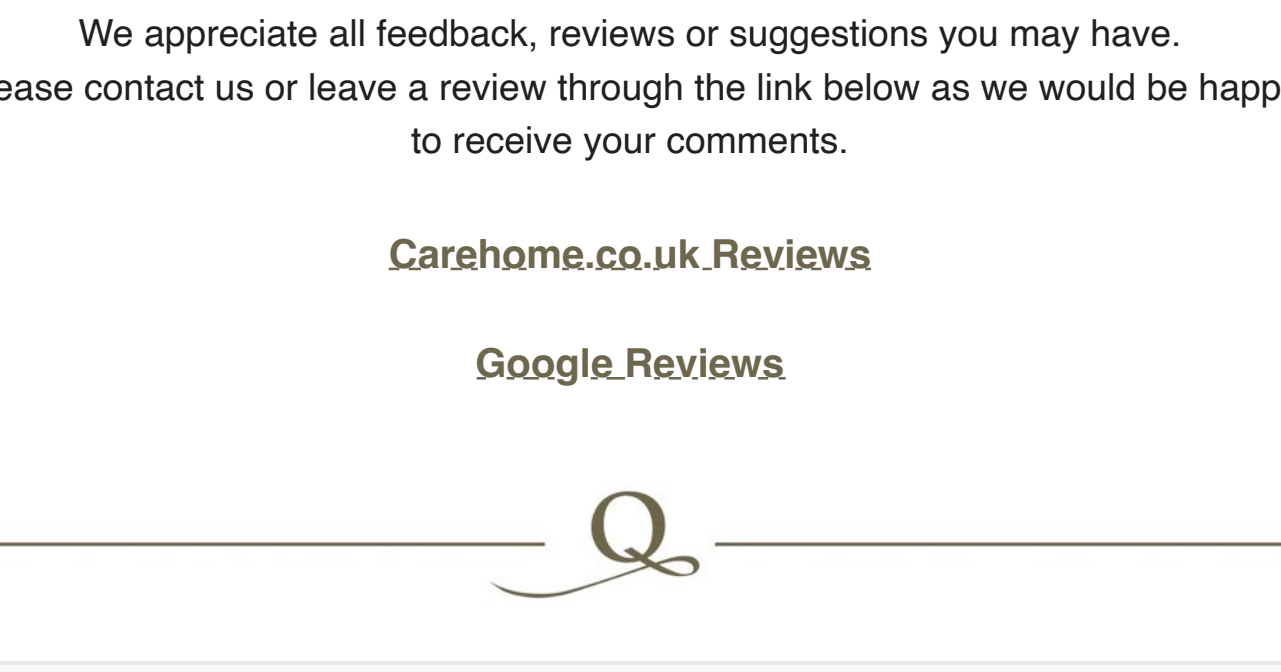 We appreciate all feedback, reviews or suggestions you may have.
ease contact us or leave a review through the link below as we would be happ
to receive your comments.
Carehome.co.uk Reviews
Google Reviews
Q